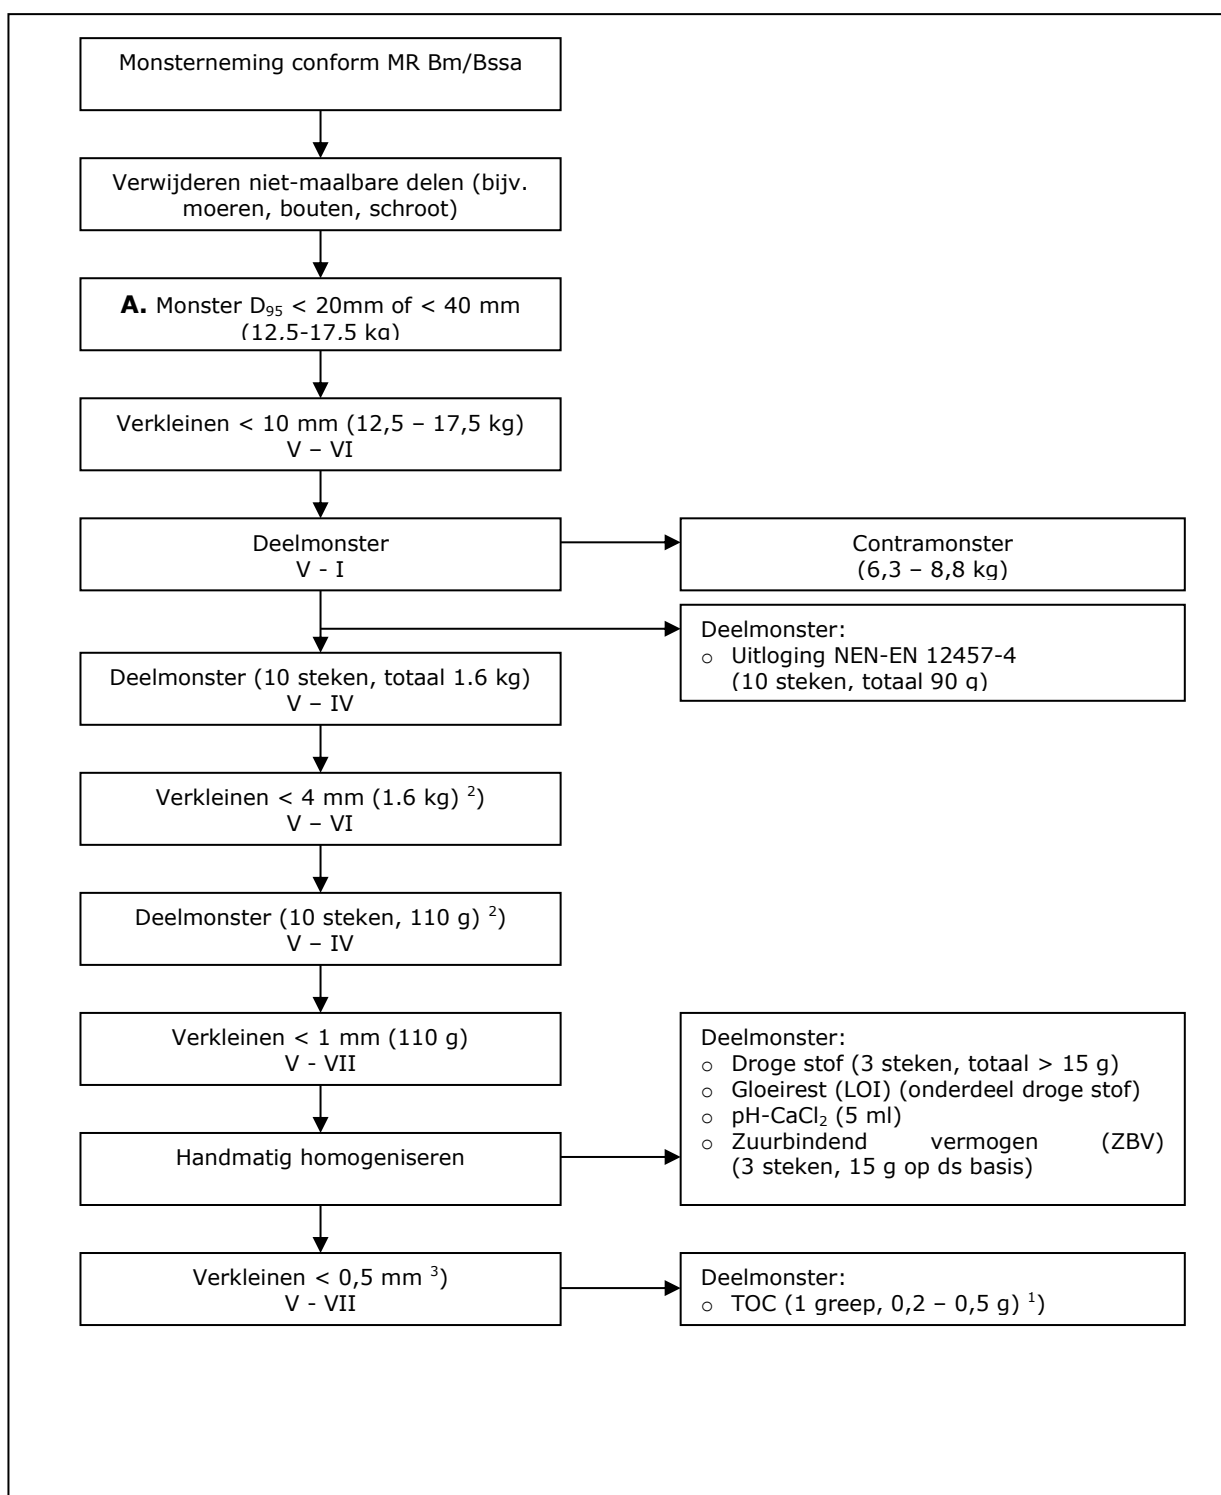 Monsterneming conform MR Bm/Bssa
Verwijderen niet-maalbare delen (bijv.
moeren, bouten, schroot)
A. Monster D₉₅ < 20mm of < 40 mm
(12,5-17,5 kg)
Verkleinen < 10 mm (12,5 – 17,5 kg)
V – VI
Deelmonster
V - I
Contramonster
(6,3 – 8,8 kg)
Deelmonster:
○ Uitloging NEN-EN 12457-4
(10 steken, totaal 90 g)
Deelmonster (10 steken, totaal 1.6 kg)
V – IV
Verkleinen < 4 mm (1.6 kg) ²)
V – VI
Deelmonster (10 steken, 110 g) ²)
V – IV
Verkleinen < 1 mm (110 g)
V - VII
Deelmonster:
○ Droge stof (3 steken, totaal > 15 g)
○ Gloeirest (LOI) (onderdeel droge stof)
○ pH-CaCl₂ (5 ml)
○ Zuurbindend vermogen (ZBV)
(3 steken, 15 g op ds basis)
Handmatig homogeniseren
Verkleinen < 0,5 mm ³)
V - VII
Deelmonster:
○ TOC (1 greep, 0,2 – 0,5 g) ¹)